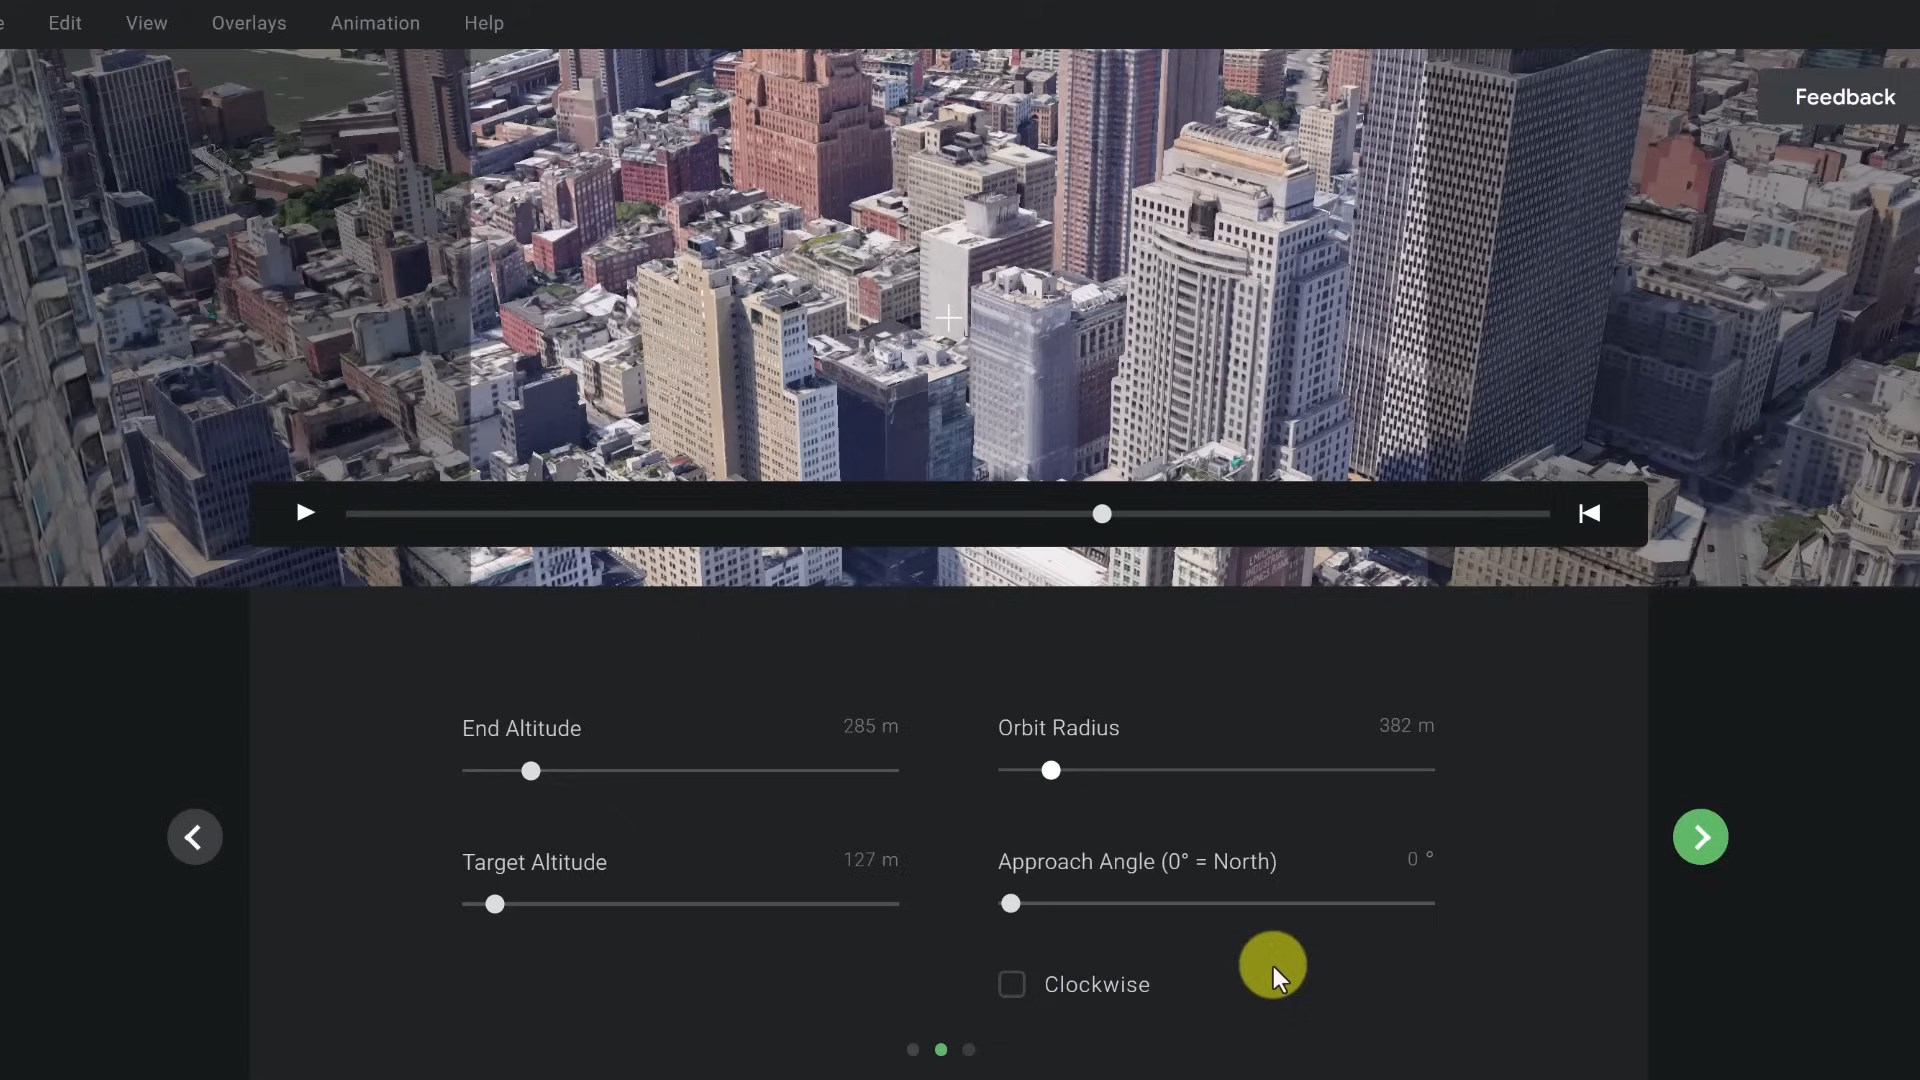 e Edit View Overlays Animation Help
Feedback
End Altitude 285 m
Orbit Radius 382 m
Target Altitude 127 m
Approach Angle (0° = North) 0 °
Clockwise